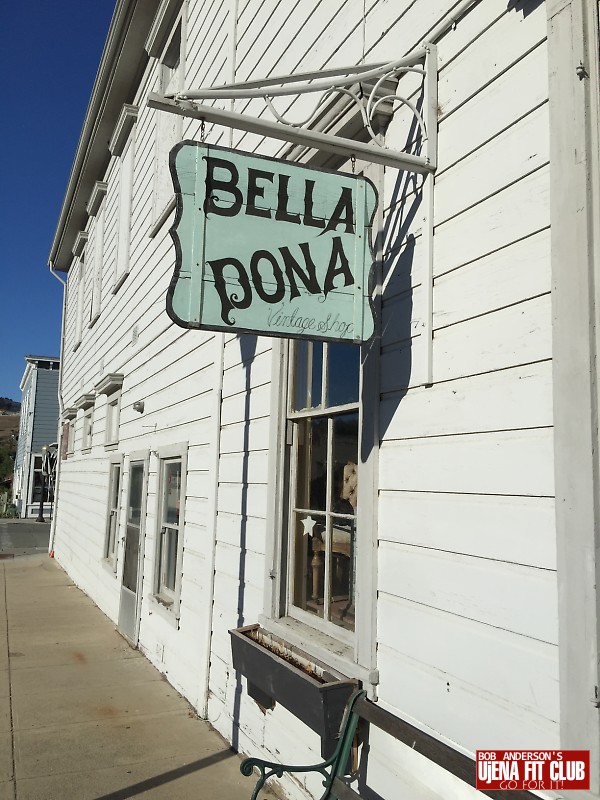 BELLA
DONA
Vintage Shop
BOB ANDERSON'S
UJENA FIT CLUB
GO FOR IT!